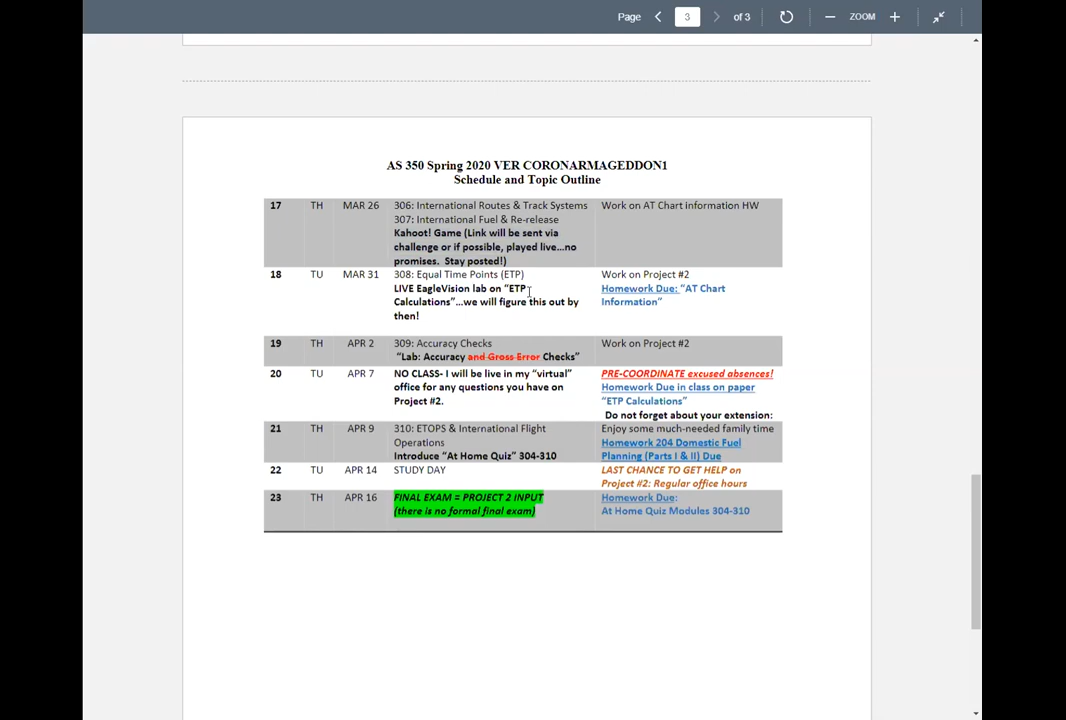 Page 3 of 3 ZOOM
AS 350 Spring 2020 VER CORONARMAGEDDON1
Schedule and Topic Outline
17 TH MAR 26 306: International Routes & Track Systems Work on AT Chart information HW
307: International Fuel & Re-release
Kahoot! Game (Link will be sent via
challenge or if possible, played live…no
promises. Stay posted!)
18 TU MAR 31 308: Equal Time Points (ETP) Work on Project #2
LIVE EagleVision lab on “ETP Homework Due: “AT Chart
Calculations”…we will figure this out by Information”
then!
19 TH APR 2 309: Accuracy Checks Work on Project #2
“Lab: Accuracy and Gross Error Checks”
20 TU APR 7 NO CLASS- I will be live in my “virtual” PRE-COORDINATE excused absences!
office for any questions you have on Homework Due in class on paper
Project #2. “ETP Calculations”
Do not forget about your extension:
21 TH APR 9 310: ETOPS & International Flight Enjoy some much-needed family time
Operations Homework 204 Domestic Fuel
Introduce “At Home Quiz” 304-310 Planning (Parts I & II) Due
22 TU APR 14 STUDY DAY LAST CHANCE TO GET HELP on
Project #2: Regular office hours
23 TH APR 16 FINAL EXAM = PROJECT 2 INPUT Homework Due:
(there is no formal final exam) At Home Quiz Modules 304-310